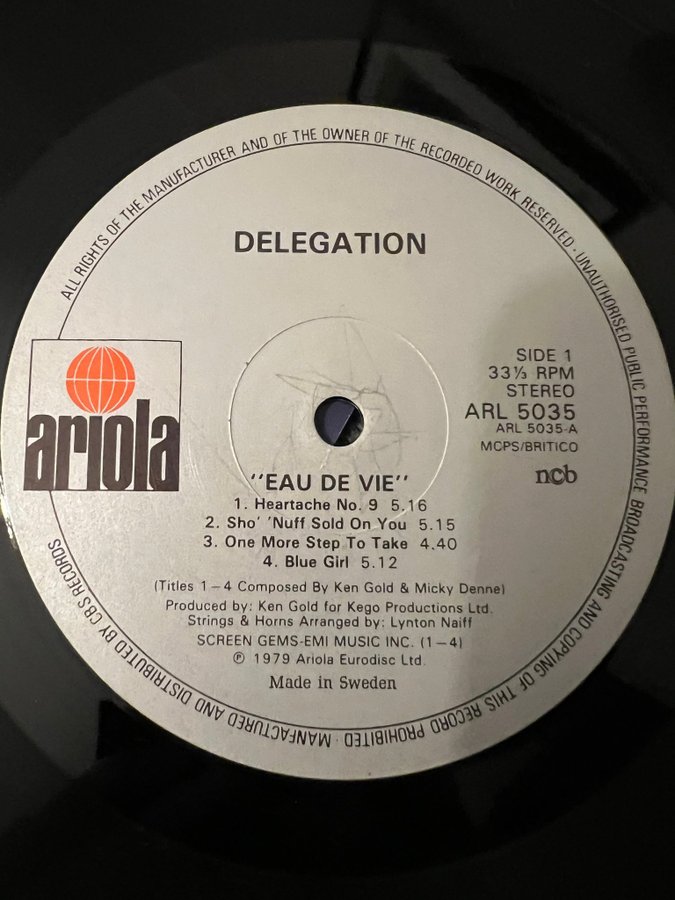 ALL RIGHTS OF THE MANUFACTURER AND OF THE OWNER OF THE RECORDED WORK RESERVED · UNAUTHORISED PUBLIC PERFORMANCE BROADCASTING AND COPYING OF THIS RECORD PROHIBITED · MANFACTURED AND DISTRIBUTED BY CBS RECORDS
DELEGATION
ariola
SIDE 1
33⅓ RPM
STEREO
ARL 5035
ARL 5035-A
MCPS/BRITICO
ncb
"EAU DE VIE"
1. Heartache No. 9 5.16
2. Sho' 'Nuff Sold On You 5.15
3. One More Step To Take 4.40
4. Blue Girl 5.12
(Titles 1–4 Composed By Ken Gold & Micky Denne)
Produced by: Ken Gold for Kego Productions Ltd.
Strings & Horns Arranged by: Lynton Naiff
SCREEN GEMS-EMI MUSIC INC. (1–4)
℗ 1979 Ariola Eurodisc Ltd.
Made in Sweden